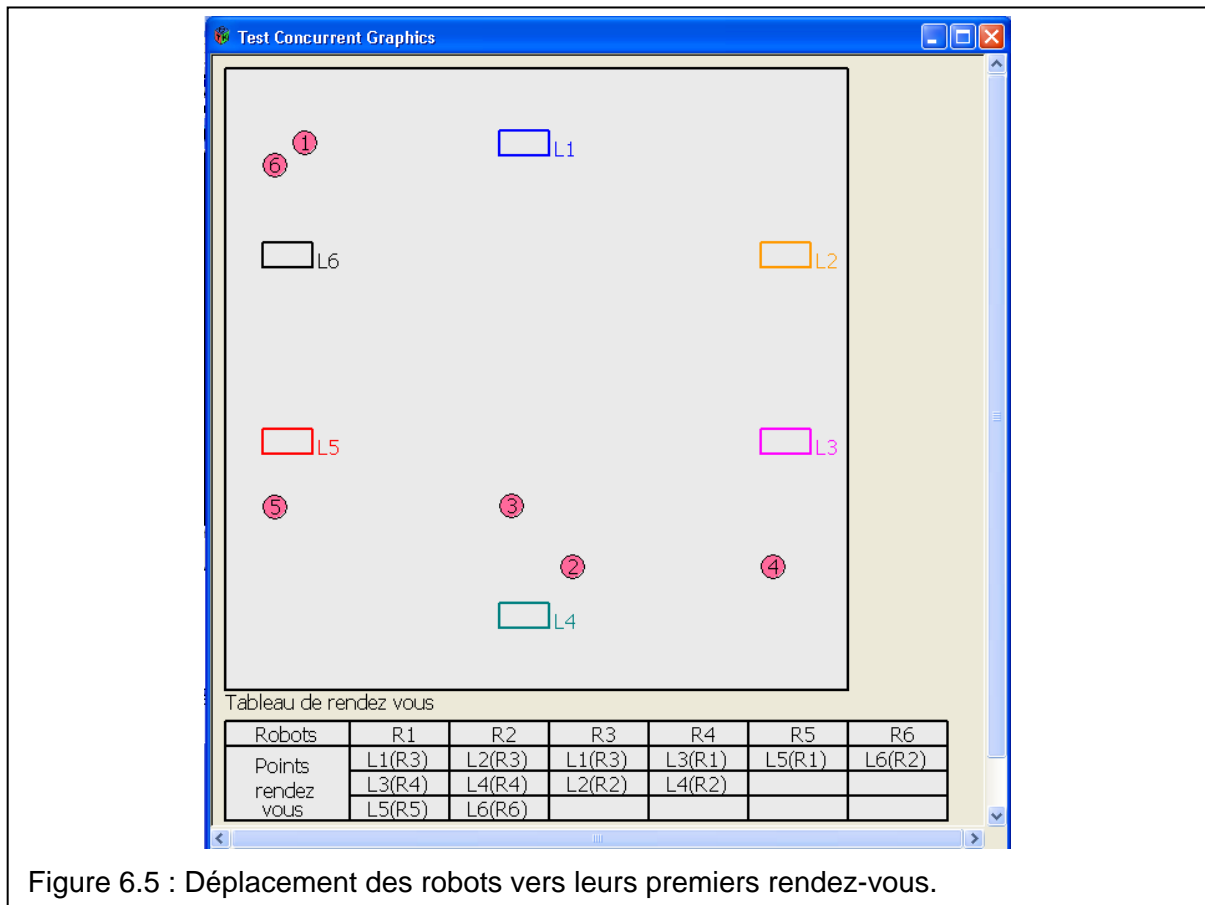 Test Concurrent Graphics
1
6
L1
L6
L2
L5
L3
5
3
2
4
L4
Tableau de rendez vous
Robots R1 R2 R3 R4 R5 R6
Points rendez vous
L1(R3) L2(R3) L1(R3) L3(R1) L5(R1) L6(R2)
L3(R4) L4(R4) L2(R2) L4(R2)
L5(R5) L6(R6)
Figure 6.5 : Déplacement des robots vers leurs premiers rendez-vous.